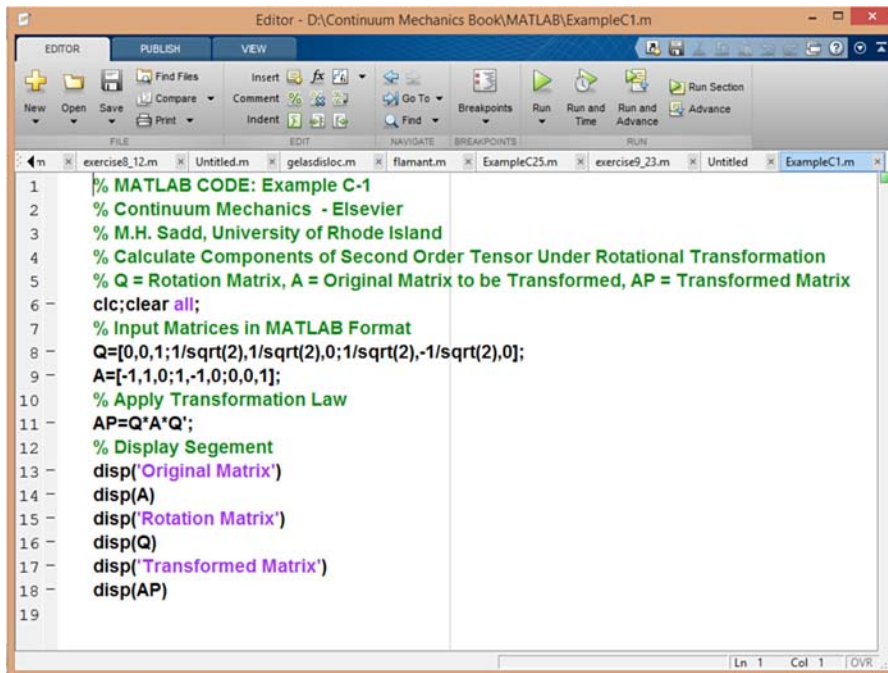 Editor - D:\Continuum Mechanics Book\MATLAB\ExampleC1.m
EDITOR PUBLISH VIEW
New Open Save Find Files Compare Print
Insert fx Comment % Indent
Go To Find
Breakpoints Run Run and Time Run and Advance Run Section Advance
FILE EDIT NAVIGATE BREAKPOINTS RUN
m exercise8_12.m Untitled.m gelasdisloc.m flamant.m ExampleC25.m exercise9_23.m Untitled ExampleC1.m
1 % MATLAB CODE: Example C-1
2 % Continuum Mechanics - Elsevier
3 % M.H. Sadd, University of Rhode Island
4 % Calculate Components of Second Order Tensor Under Rotational Transformation
5 % Q = Rotation Matrix, A = Original Matrix to be Transformed, AP = Transformed Matrix
6 – clc;clear all;
7 % Input Matrices in MATLAB Format
8 – Q=[0,0,1;1/sqrt(2),1/sqrt(2),0;1/sqrt(2),-1/sqrt(2),0];
9 – A=[-1,1,0;1,-1,0;0,0,1];
10 % Apply Transformation Law
11 – AP=Q*A*Q';
12 % Display Segement
13 – disp('Original Matrix')
14 – disp(A)
15 – disp('Rotation Matrix')
16 – disp(Q)
17 – disp('Transformed Matrix')
18 – disp(AP)
19
Ln 1 Col 1 OVR